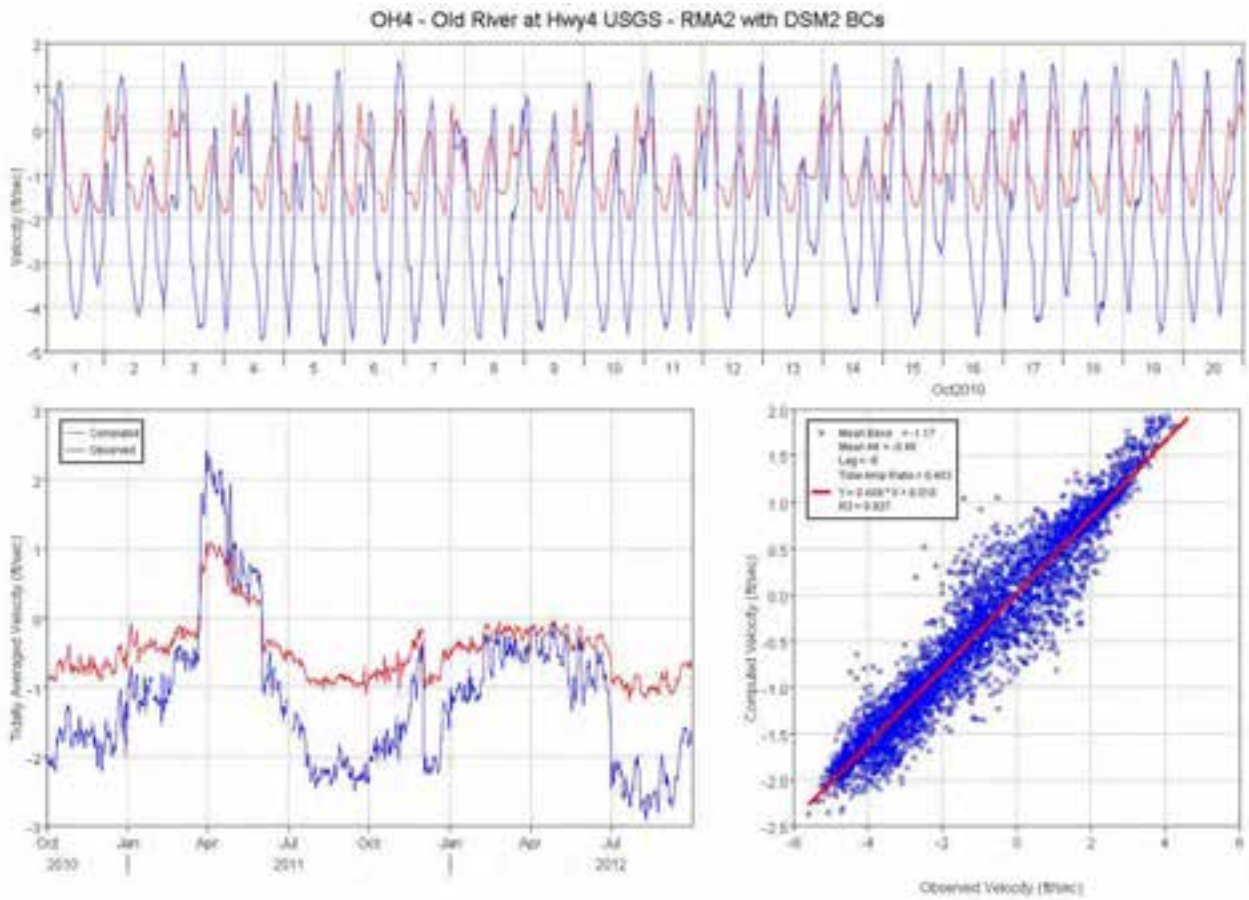 OH4 - Old River at Hwy4 USGS - RMA2 with DSM2 BCs
Velocity (ft/sec)
2
1
0
-1
-2
-3
-4
-5
1 2 3 4 5 6 7 8 9 10 11 12 13 14 15 16 17 18 19 20
Oct2010
Tidally Averaged Velocity (ft/sec)
3
2
1
0
-1
-2
-3
Computed
Observed
Oct Jan Apr Jul Oct Jan Apr Jul
2010 2011 2012
Computed Velocity (ft/sec)
2.0
1.5
1.0
0.5
0.0
-0.5
-1.0
-1.5
-2.0
-2.5
Tidal Amp Ratio
-6 -4 -2 0 2 4 6
Observed Velocity (ft/sec)